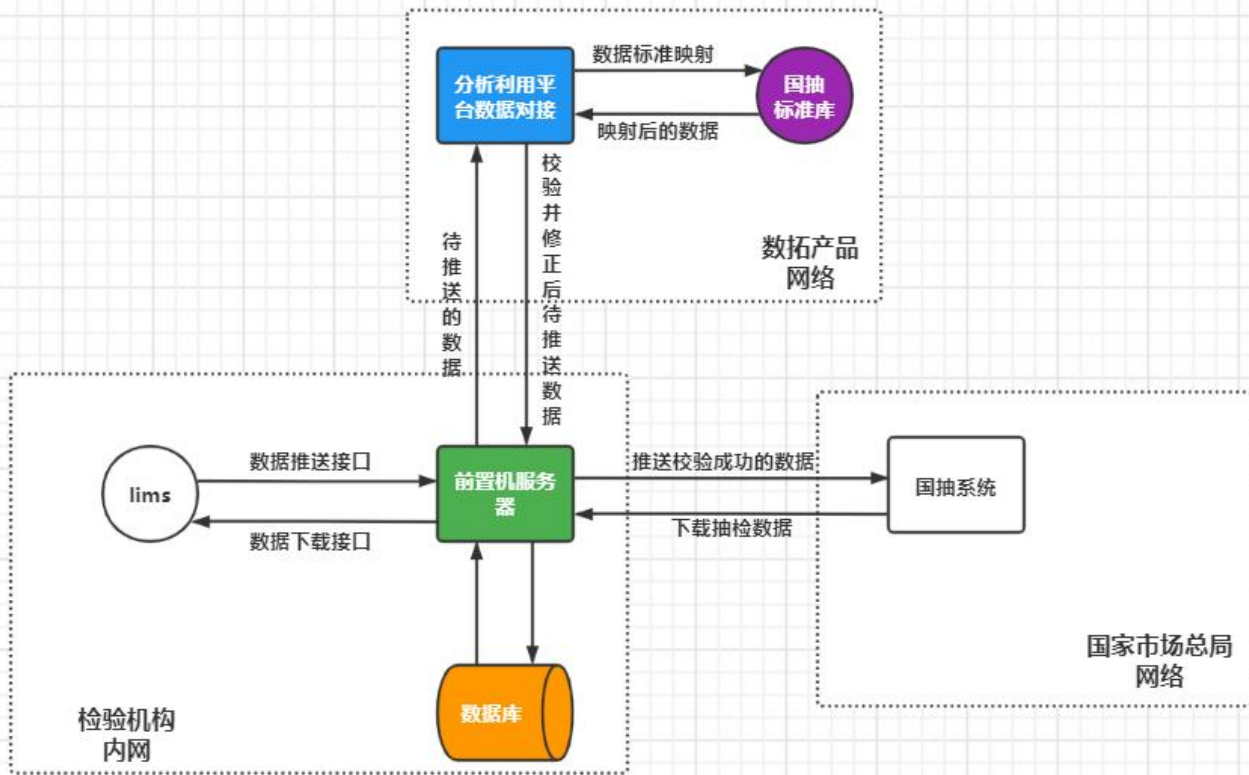 数据标准映射
分析利用平
台数据对接
国抽
标准库
映射后的数据
校验并修正后待推送数据
待推送的数据
数拓产品
网络
数据推送接口
lims
数据下载接口
前置机服务
器
推送校验成功的数据
国抽系统
下载抽检数据
国家市场总局
网络
数据库
检验机构
内网